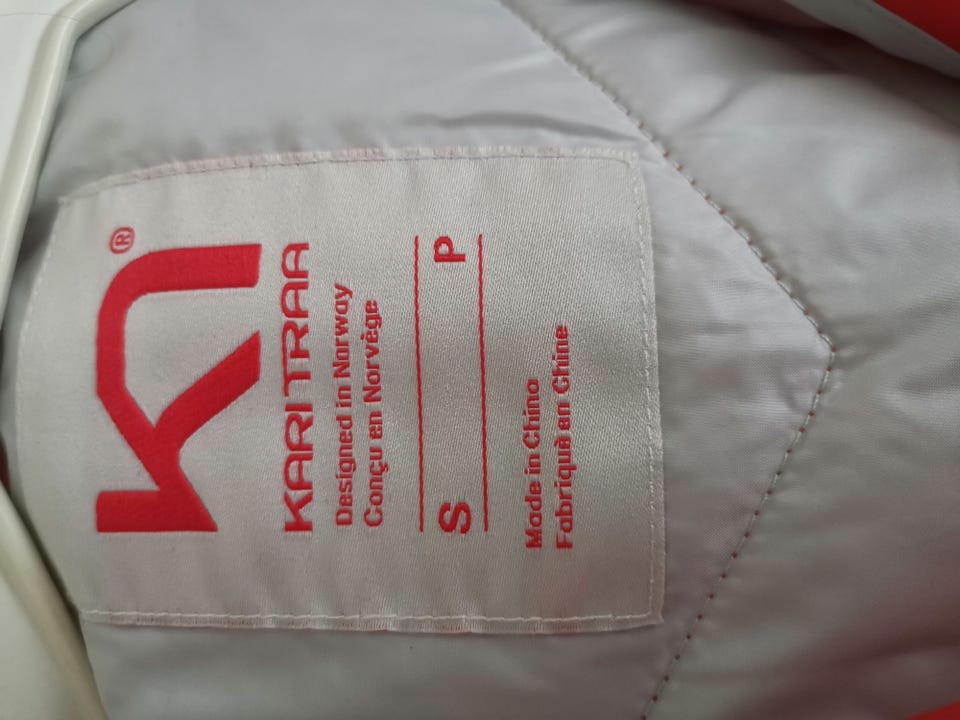 ®
KARI TRAA
Designed in Norway
Conçu en Norvège
S P
Made in China
Fabriqué en Chine